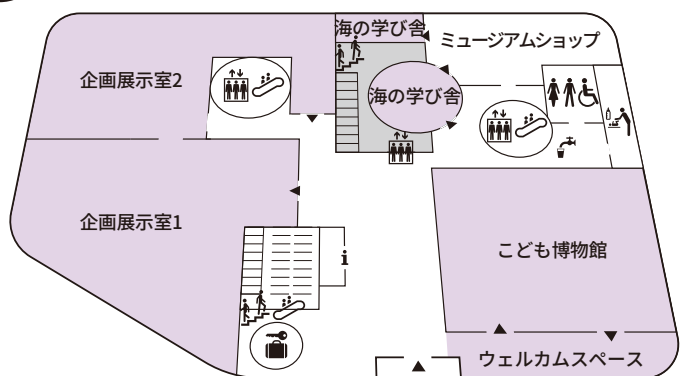 海の学び舎
ミュージアムショップ
企画展示室2
海の学び舎
企画展示室1
i
こども博物館
ウェルカムスペース